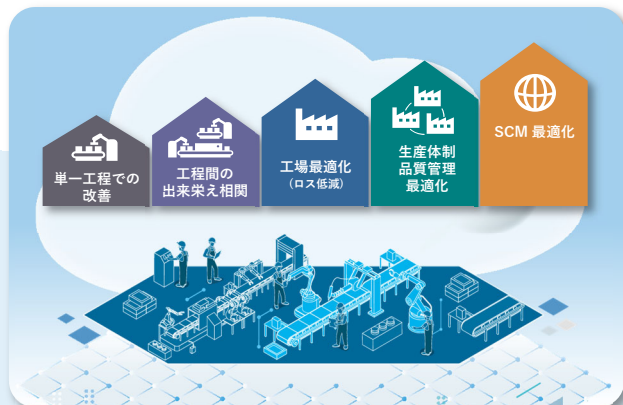 単一工程での
改善
工程間の
出来栄え相関
工場最適化
(ロス低減)
生産体制
品質管理
最適化
SCM 最適化